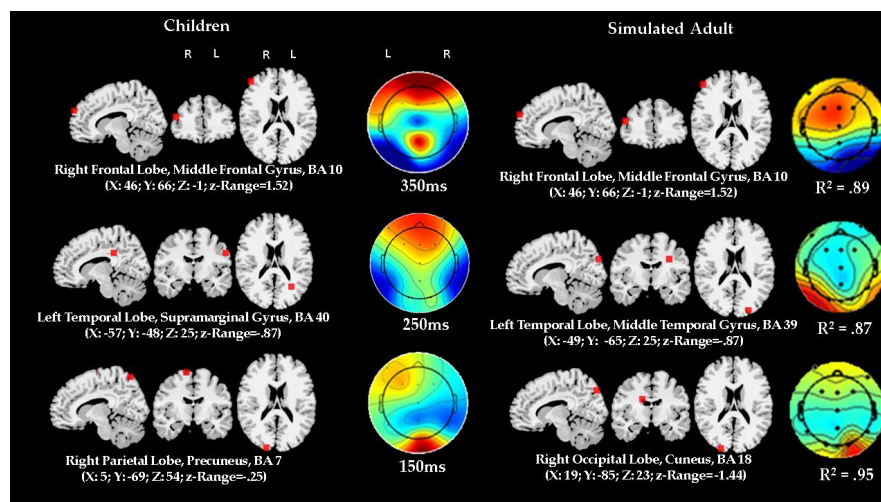 Children
Simulated Adult
R L R L L R
Right Frontal Lobe, Middle Frontal Gyrus, BA 10
(X: 46; Y: 66; Z: -1; z-Range=1.52)
350ms
Right Frontal Lobe, Middle Frontal Gyrus, BA 10
(X: 46; Y: 66; Z: -1; z-Range=1.52)
R² = .89
Left Temporal Lobe, Supramarginal Gyrus, BA 40
(X: -57; Y: -48; Z: 25; z-Range=-.87)
250ms
Left Temporal Lobe, Middle Temporal Gyrus, BA 39
(X: -49; Y: -65; Z: 25; z-Range=-.87)
R² = .87
Right Parietal Lobe, Precuneus, BA 7
(X: 5; Y: -69; Z: 54; z-Range=-.25)
150ms
Right Occipital Lobe, Cuneus, BA 18
(X: 19; Y: -85; Z: 23; z-Range=-1.44)
R² = .95